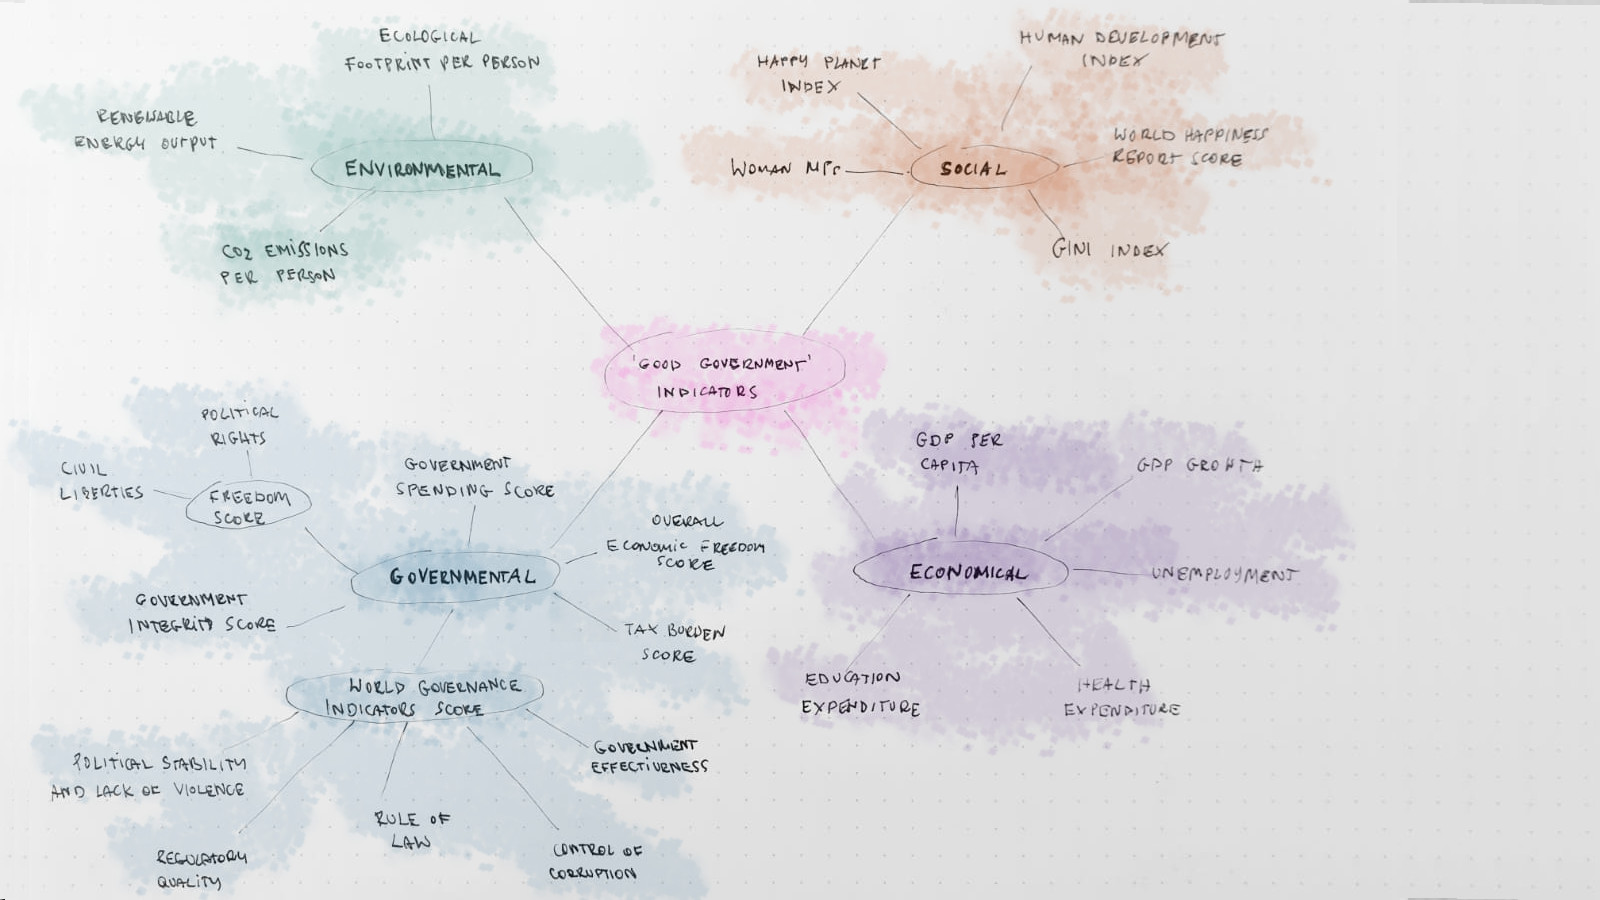 ECOLOGICAL
FOOTPRINT PER PERSON
RENEWABLE
ENERGY OUTPUT
ENVIRONMENTAL
CO2 EMISSIONS
PER PERSON
HAPPY PLANET
INDEX
HUMAN DEVELOPMENT
INDEX
WOMAN MPs
SOCIAL
WORLD HAPPINESS
REPORT SCORE
GINI INDEX
'GOOD GOVERNMENT'
INDICATORS
POLITICAL
RIGHTS
CIVIL
LIBERTIES
FREEDOM
SCORE
GOVERNMENT
SPENDING SCORE
OVERALL
ECONOMIC FREEDOM
SCORE
GOVERNMENTAL
GOVERNMENT
INTEGRITY SCORE
TAX BURDEN
SCORE
WORLD GOVERNANCE
INDICATORS SCORE
POLITICAL STABILITY
AND LACK OF VIOLENCE
REGULATORY
QUALITY
RULE OF
LAW
CONTROL OF
CORRUPTION
GOVERNMENT
EFFECTIVENESS
GDP PER
CAPITA
GDP GROWTH
ECONOMICAL
UNEMPLOYMENT
EDUCATION
EXPENDITURE
HEALTH
EXPENDITURE